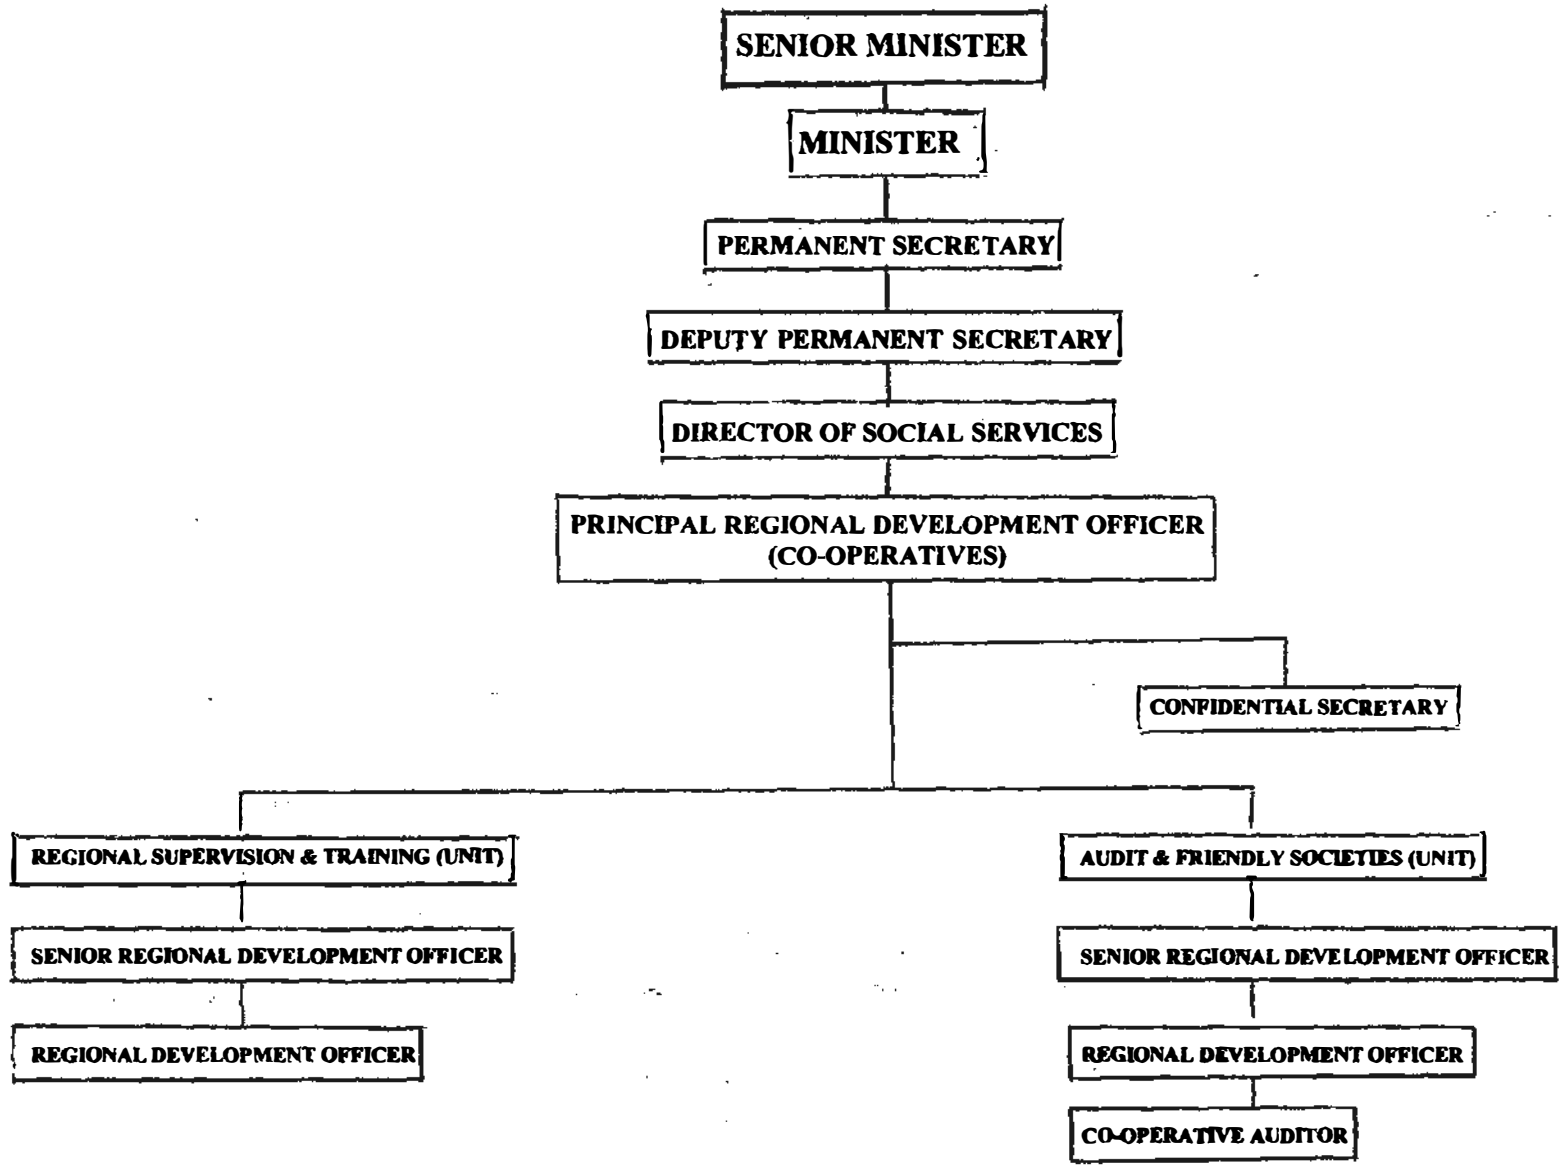 SENIOR MINISTER
MINISTER
PERMANENT SECRETARY
DEPUTY PERMANENT SECRETARY
DIRECTOR OF SOCIAL SERVICES
PRINCIPAL REGIONAL DEVELOPMENT OFFICER
(CO-OPERATIVES)
CONFIDENTIAL SECRETARY
REGIONAL SUPERVISION & TRAINING (UNIT)
AUDIT & FRIENDLY SOCIETIES (UNIT)
SENIOR REGIONAL DEVELOPMENT OFFICER
SENIOR REGIONAL DEVELOPMENT OFFICER
REGIONAL DEVELOPMENT OFFICER
REGIONAL DEVELOPMENT OFFICER
CO-OPERATIVE AUDITOR